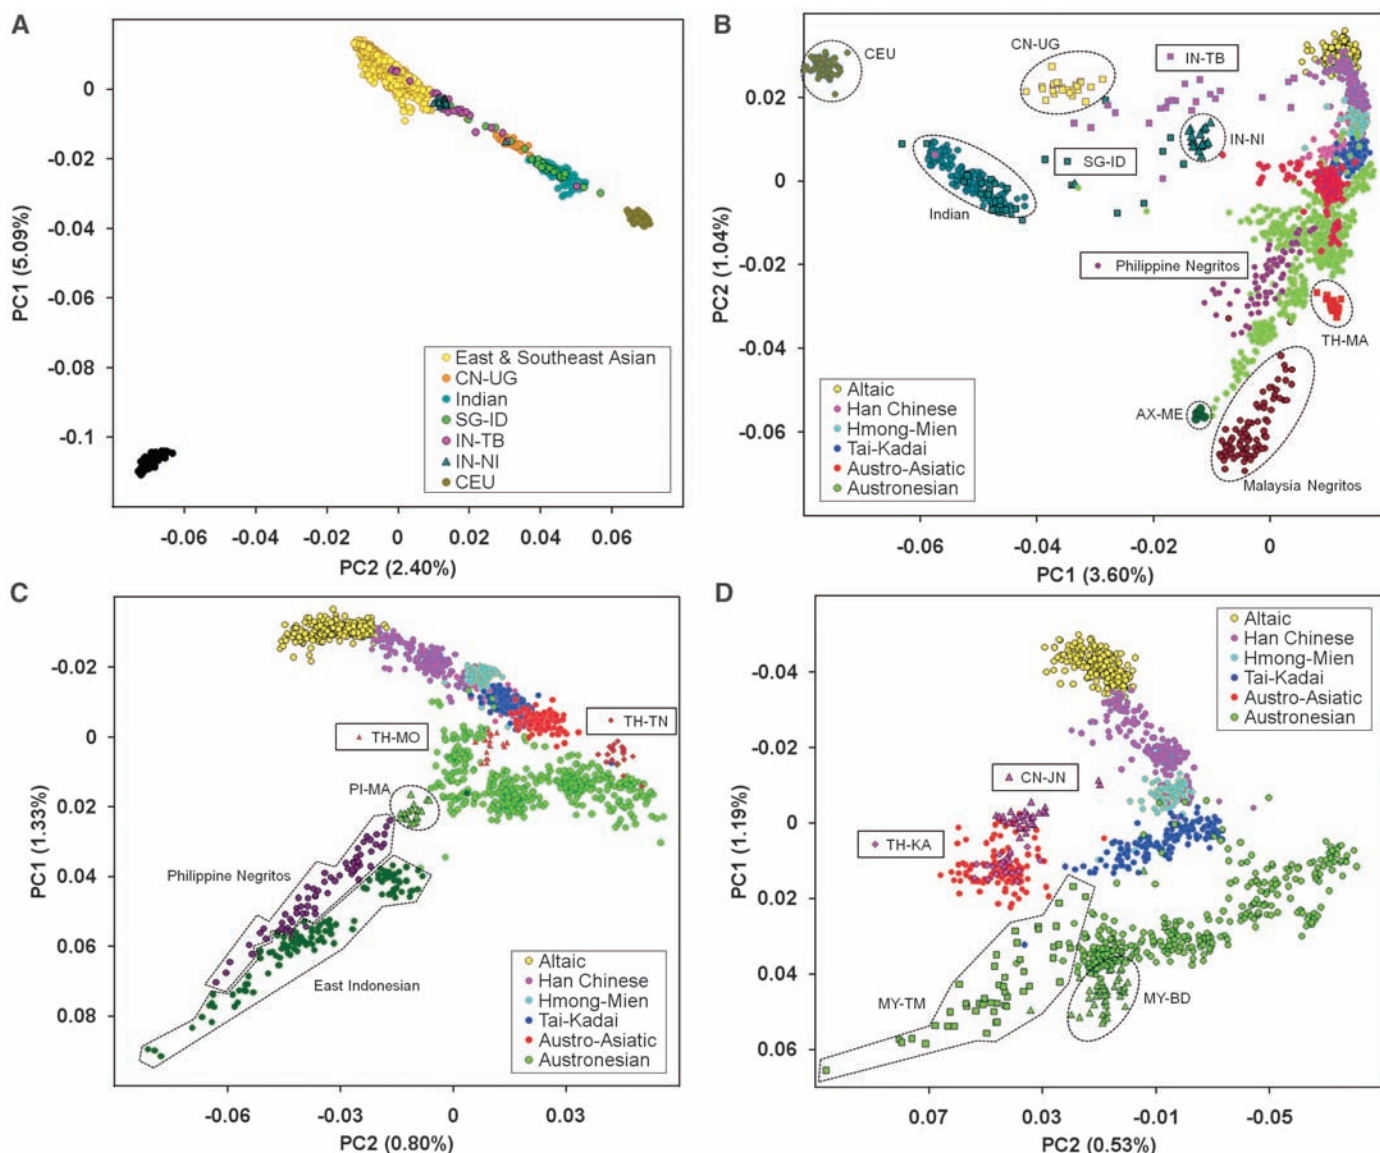 A
0
-0.02
-0.04
-0.06
-0.08
-0.1
PC1 (5.09%)
East & Southeast Asian
CN-UG
Indian
SG-ID
IN-TB
IN-NI
CEU
-0.06 -0.04 -0.02 0 0.02 0.04 0.06
PC2 (2.40%)
B
CEU
CN-UG
IN-TB
IN-NI
SG-ID
Indian
Philippine Negritos
TH-MA
AX-ME
Malaysia Negritos
0.02
0
-0.02
-0.04
-0.06
PC2 (1.04%)
Altaic
Han Chinese
Hmong-Mien
Tai-Kadai
Austro-Asiatic
Austronesian
-0.06 -0.04 -0.02 0
PC1 (3.60%)
C
-0.02
0
0.02
0.04
0.06
0.08
PC1 (1.33%)
TH-MO
TH-TN
PI-MA
Philippine Negritos
East Indonesian
Altaic
Han Chinese
Hmong-Mien
Tai-Kadai
Austro-Asiatic
Austronesian
-0.06 -0.03 0 0.03
PC2 (0.80%)
D
-0.04
-0.02
0
0.02
0.04
0.06
PC1 (1.19%)
Altaic
Han Chinese
Hmong-Mien
Tai-Kadai
Austro-Asiatic
Austronesian
CN-JN
TH-KA
MY-TM
MY-BD
0.07 0.03 -0.01 -0.05
PC2 (0.53%)